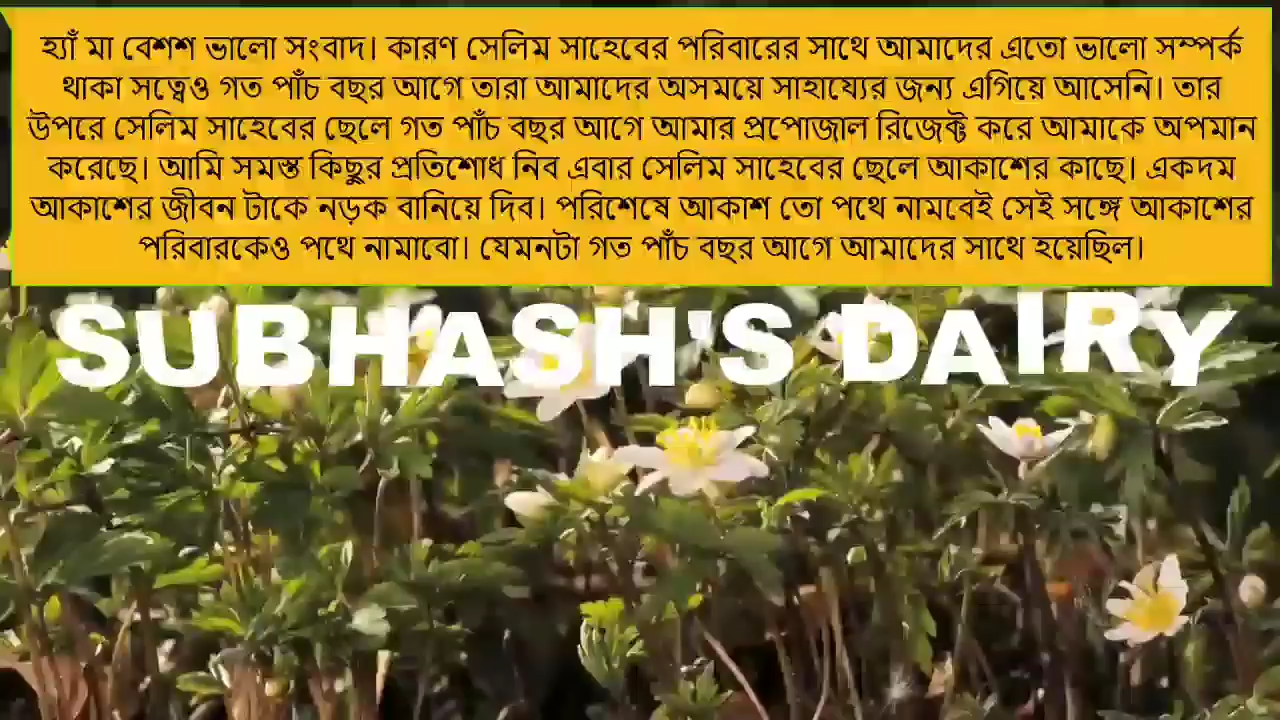 হ্যাঁ মা বেশশ ভালো সংবাদ। কারণ সেলিম সাহেবের পরিবারের সাথে আমাদের এতো ভালো সম্পর্ক
থাকা সত্বেও গত পাঁচ বছর আগে তারা আমাদের অসময়ে সাহায্যের জন্য এগিয়ে আসেনি। তার
উপরে সেলিম সাহেবের ছেলে গত পাঁচ বছর আগে আমার প্রপোজাল রিজেক্ট করে আমাকে অপমান
করেছে। আমি সমস্ত কিছুর প্রতিশোধ নিব এবার সেলিম সাহেবের ছেলে আকাশের কাছে। একদম
আকাশের জীবন টাকে নড়ক বানিয়ে দিব। পরিশেষে আকাশ তো পথে নামবেই সেই সঙ্গে আকাশের
পরিবারকেও পথে নামাবো। যেমনটা গত পাঁচ বছর আগে আমাদের সাথে হয়েছিল।
SUBHASH'S DAIRY